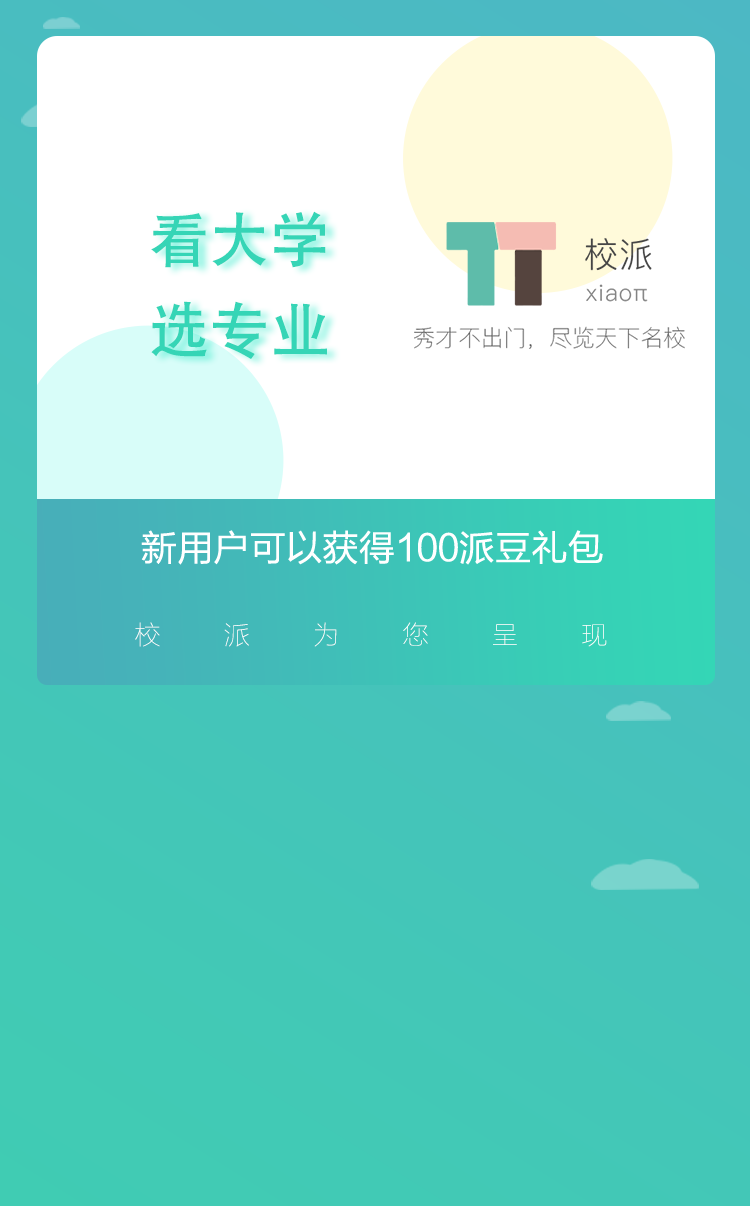 看大学
选专业
校派
xiaoπ
秀才不出门，尽览天下名校
新用户可以获得100派豆礼包
校派为您呈现